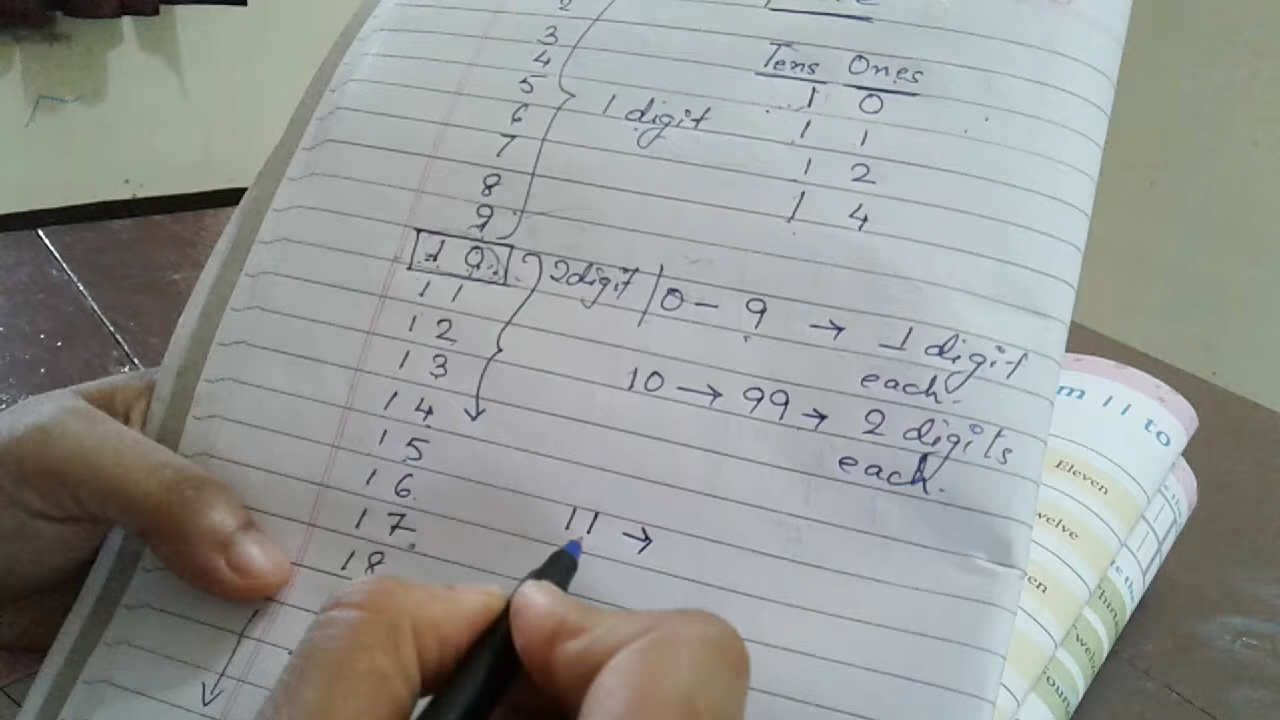 2
3
4
5
6
7
8
9
1 digit
Tens Ones
1 0
1 1
1 2
1 4
1 0
2digit
11
12
13
14
15
16
17
18
0 - 9 → 1 digit
each.
10 → 99 → 2 digits
each.
11 →
m 11 to
Eleven
welve